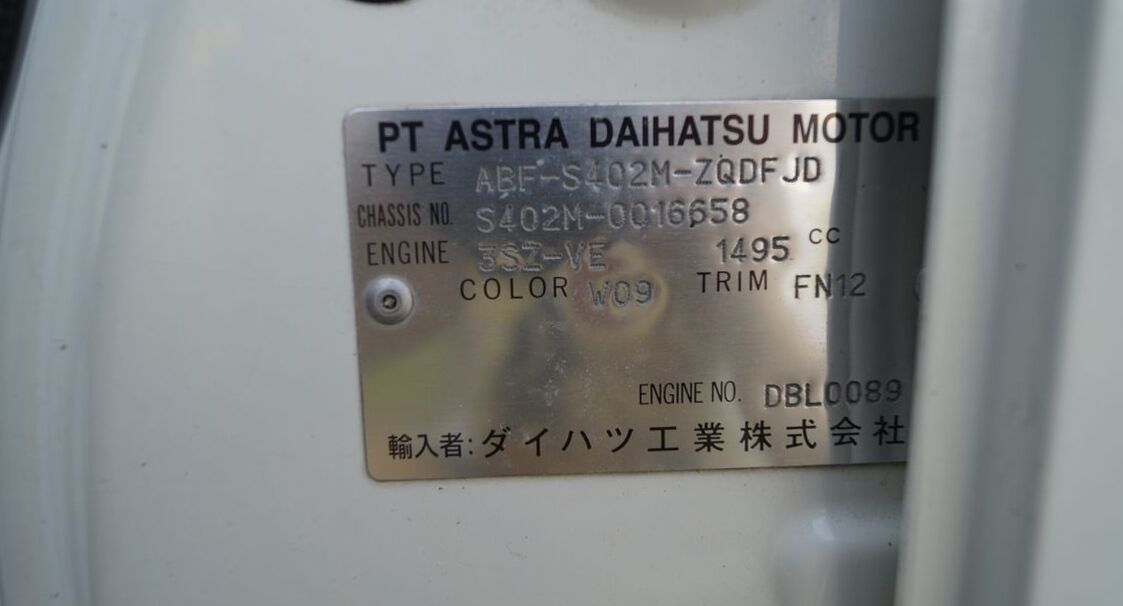 PT ASTRA DAIHATSU MOTOR
TYPE ABF-S402M-ZQDFJD
CHASSIS NO. S402M-0016658
ENGINE 3SZ-VE 1495 CC
COLOR W09 TRIM FN12
ENGINE NO. DBL0089
輸入者:ダイハツ工業株式会社